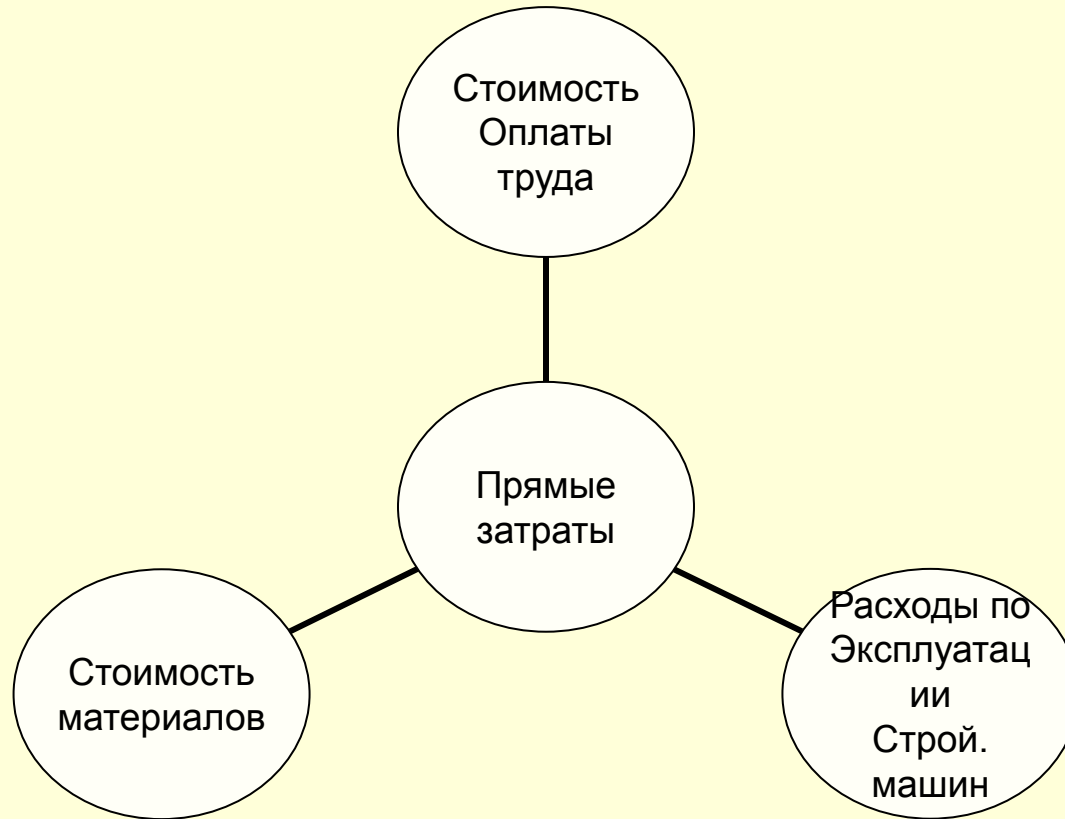 Стоимость
Оплаты
труда
Прямые
затраты
Стоимость
материалов
Расходы по
Эксплуатац
ии
Строй.
машин